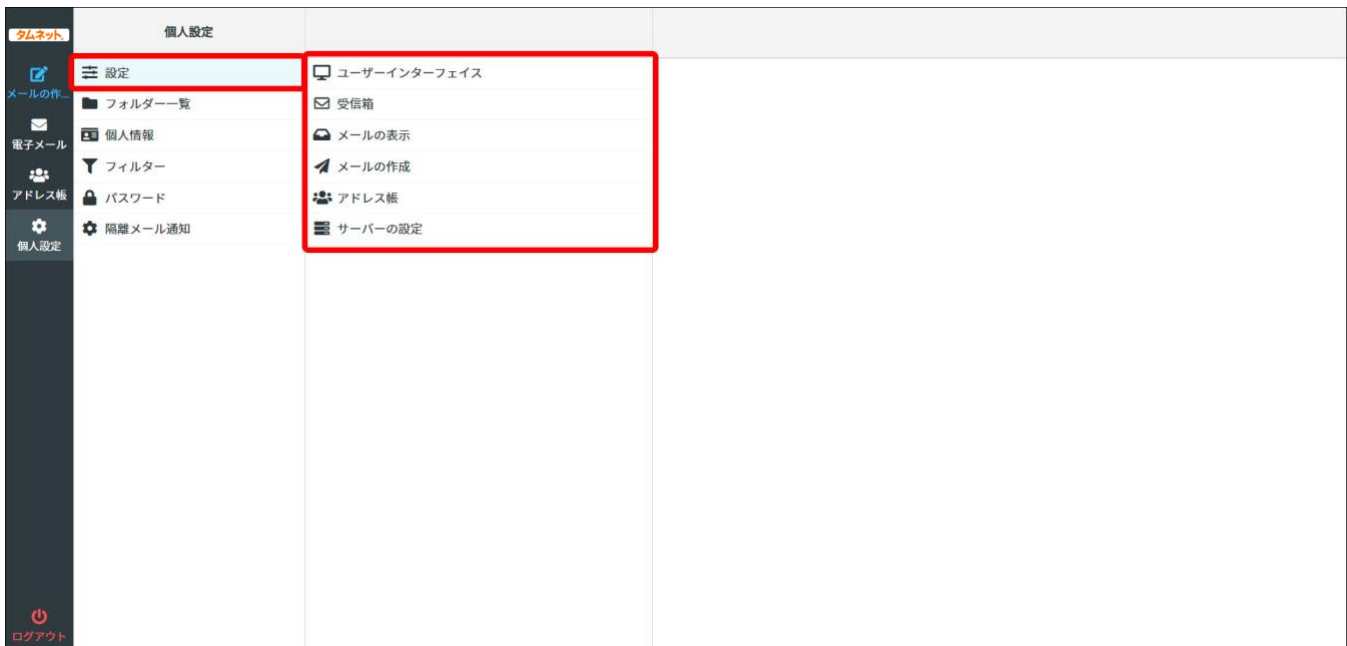 タムネット
メールの作...
電子メール
アドレス帳
個人設定
ログアウト
個人設定
設定
フォルダー一覧
個人情報
フィルター
パスワード
隔離メール通知
ユーザーインターフェイス
受信箱
メールの表示
メールの作成
アドレス帳
サーバーの設定